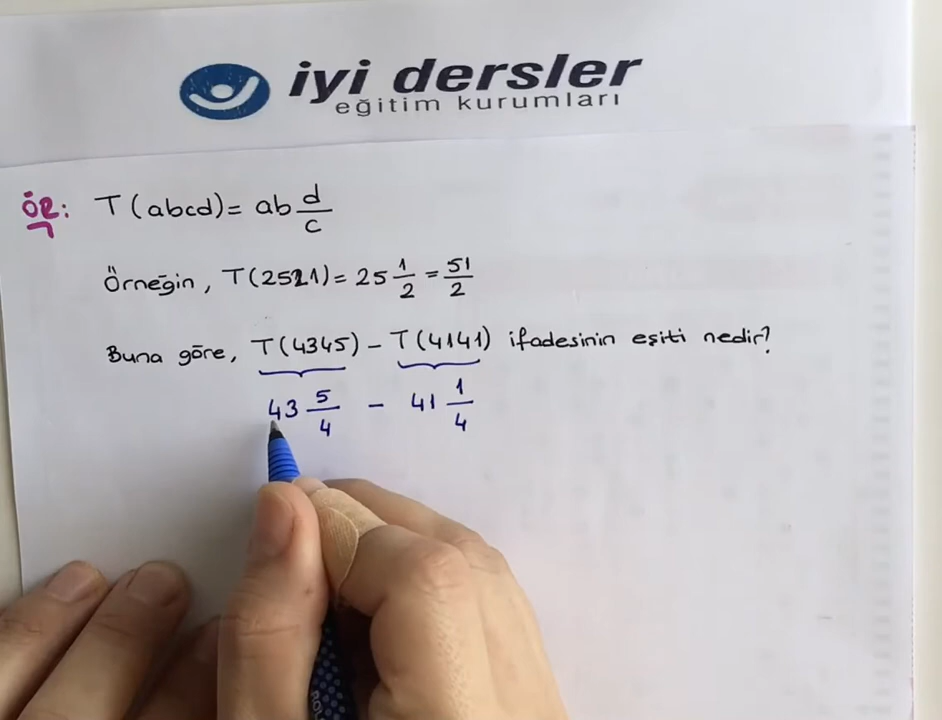 iyi dersler
eğitim kurumları
ÖR: T(abcd) = ab d/c
Örneğin, T(2521) = 25 1/2 = 51/2
Buna göre, T(4345) - T(4141) ifadesinin eşiti nedir?
43 5/4 - 41 1/4